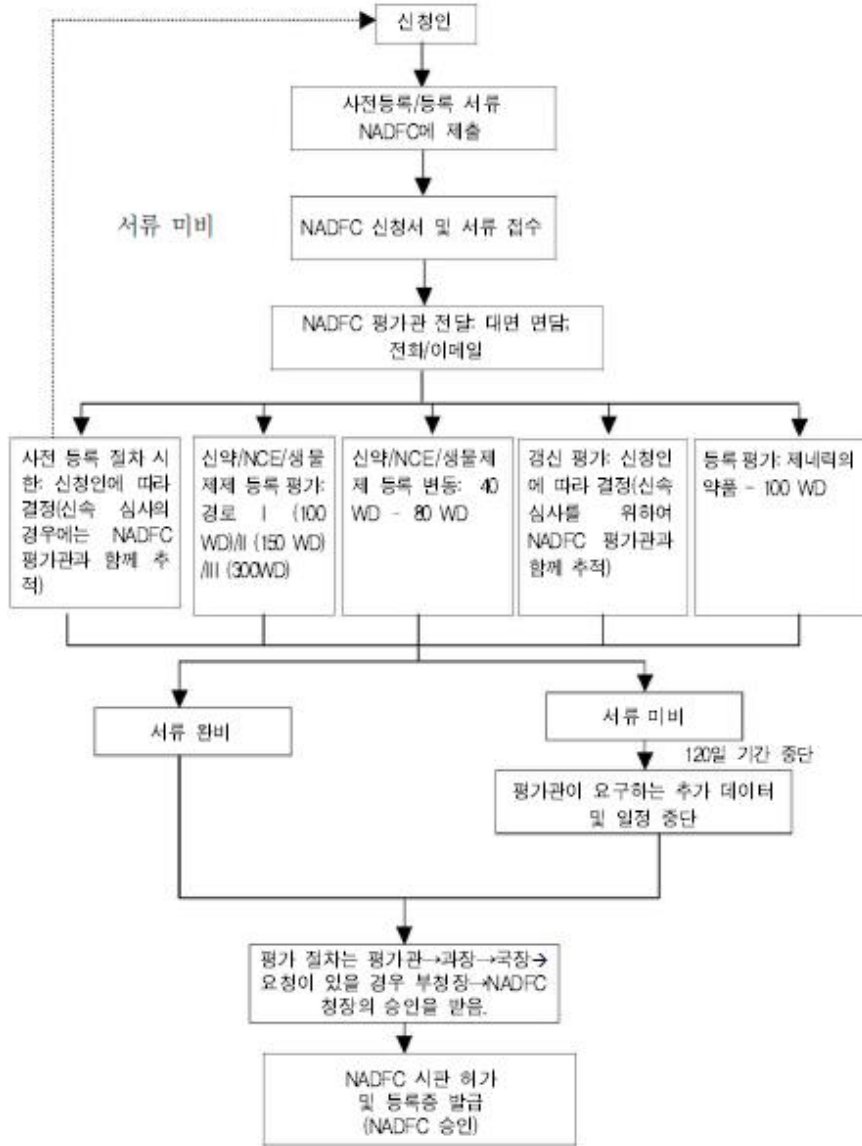 신청인
사전등록/등록 서류
NADFC에 제출
서류 미비
NADFC 신청서 및 서류 접수
NADFC 평가관 전달: 대면 면담;
전화/이메일
사전 등록 절차 시
한: 신청인에 따라
결정(신속 심사의
경우에는 NADFC
평가관과 함께 추
적)
신약/NCE/생물
제제 등록 평가:
경로 I (100
WD)/II (150 WD)
/III (300WD)
신약/NCE/생물제
제 등록 변동: 40
WD - 80 WD
갱신 평가: 신청인
에 따라 결정(신속
심사를 위하여
NADFC 평가관과
함께 추적)
등록 평가: 제네릭의
약품 - 100 WD
서류 완비
서류 미비
120일 기간 중단
평가관이 요구하는 추가 데이터
및 일정 중단
평가 절차는 평가관→과장→국장→
요청이 있을 경우 부청장→NADFC
청장의 승인을 받음.
NADFC 시판 허가
및 등록증 발급
(NADFC 승인)